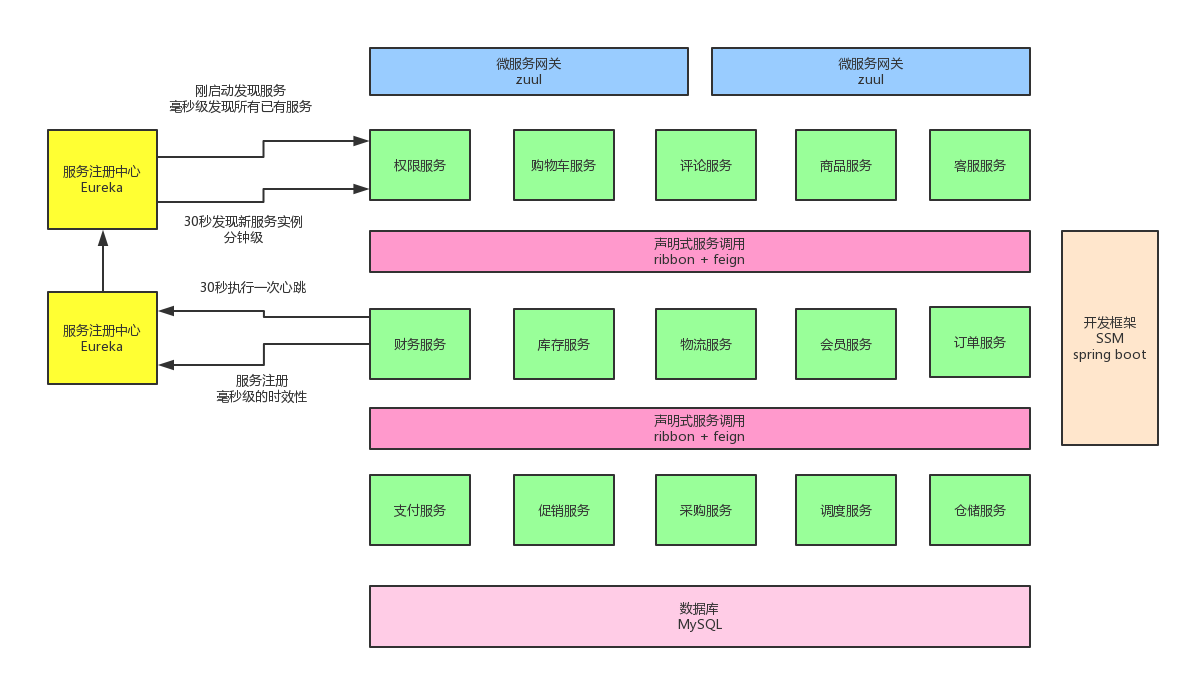 微服务网关
zuul
微服务网关
zuul
刚启动发现服务
毫秒级发现所有已有服务
服务注册中心
Eureka
权限服务
购物车服务
评论服务
商品服务
客服服务
30秒发现新服务实例
分钟级
声明式服务调用
ribbon + feign
30秒执行一次心跳
服务注册中心
Eureka
财务服务
库存服务
物流服务
会员服务
订单服务
开发框架
SSM
spring boot
服务注册
毫秒级的时效性
声明式服务调用
ribbon + feign
支付服务
促销服务
采购服务
调度服务
仓储服务
数据库
MySQL